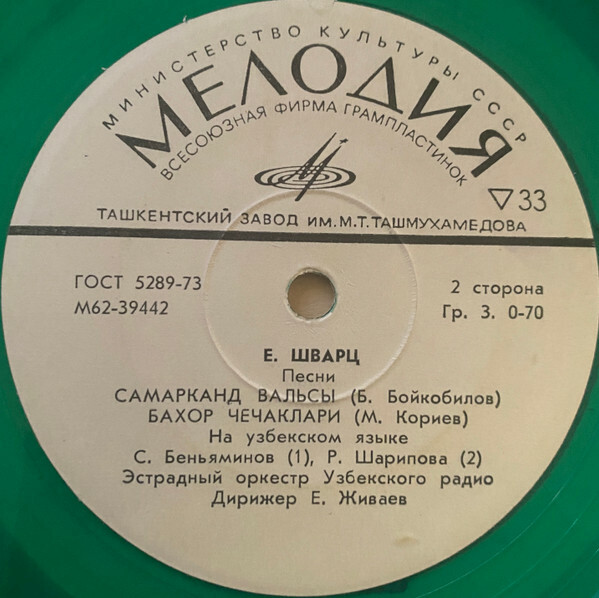 МИНИСТЕРСТВО КУЛЬТУРЫ СССР
МЕЛОДИЯ
ВСЕСОЮЗНАЯ ФИРМА ГРАМПЛАСТИНОК
▽33
ТАШКЕНТСКИЙ ЗАВОД ИМ. М.Т. ТАШМУХАМЕДОВА
ГОСТ 5289-73
М62-39442
2 сторона
Гр. 3. 0-70
Е. ШВАРЦ
Песни
САМАРКАНД ВАЛЬСЫ (Б. Бойкобилов)
БАХОР ЧЕЧАКЛАРИ (М. Кориев)
На узбекском языке
С. Беньяминов (1), Р. Шарипова (2)
Эстрадный оркестр Узбекского радио
Дирижер Е. Живаев